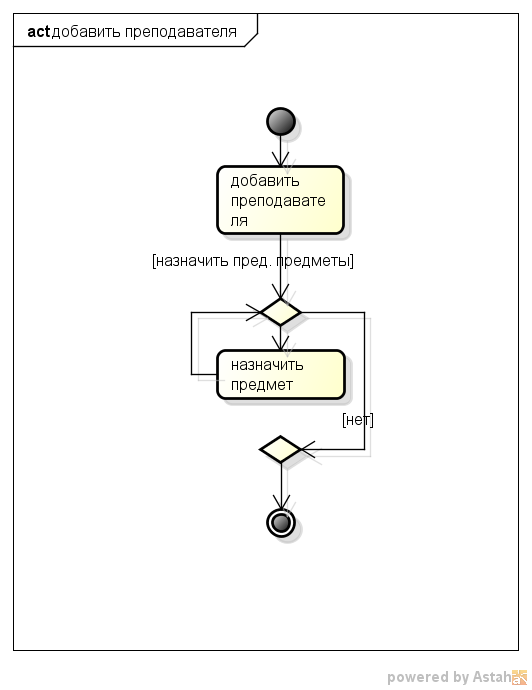 act добавить преподавателя
добавить
преподавате
ля
[назначить пред. предметы]
назначить
предмет
[нет]
powered by Astah